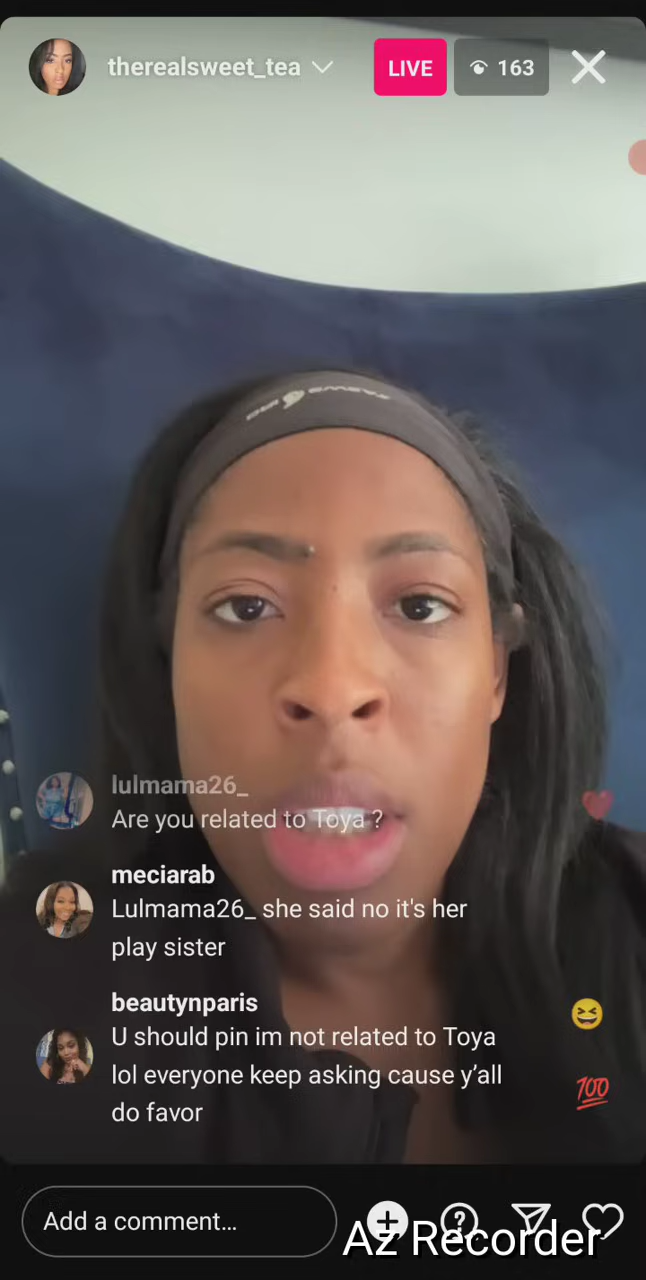 therealsweet_tea
LIVE
163
lulmama26_
Are you related to Toya ?
meciarab
Lulmama26_ she said no it's her
play sister
beautynparis
U should pin im not related to Toya
lol everyone keep asking cause y’all
do favor
100
Add a comment...
Az Recorder